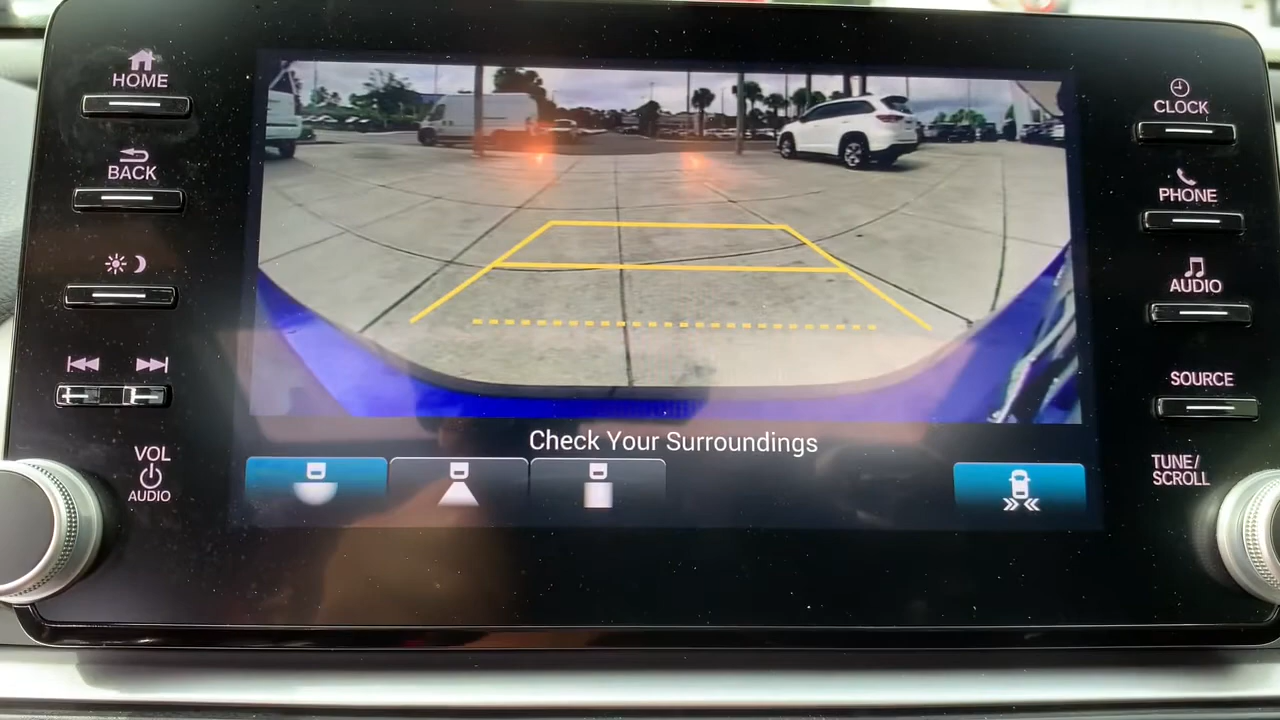 HOME
BACK
VOL
AUDIO
Check Your Surroundings
CLOCK
PHONE
AUDIO
SOURCE
TUNE/
SCROLL